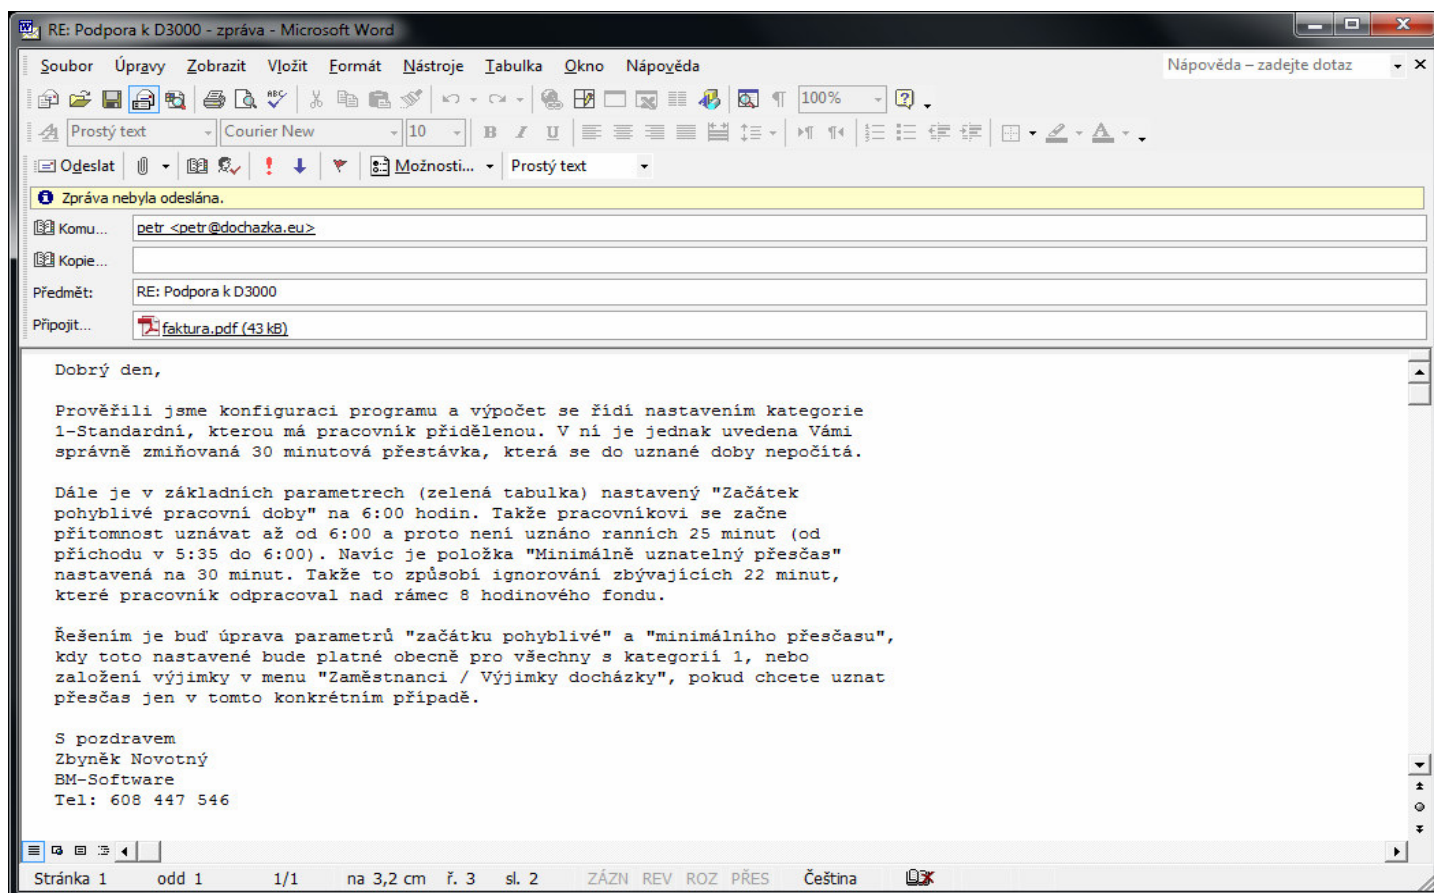 RE: Podpora k D3000 - zpráva - Microsoft Word
Soubor Úpravy Zobrazit Vložit Formát Nástroje Tabulka Okno Nápověda Nápověda – zadejte dotaz
100%
Prostý text Courier New 10 B I U
Odeslat Možnosti... Prostý text
Zpráva nebyla odeslána.
Komu... petr <petr@dochazka.eu>
Kopie...
Předmět: RE: Podpora k D3000
Připojit... faktura.pdf (43 kB)
Dobrý den,
Prověřili jsme konfiguraci programu a výpočet se řídí nastavením kategorie
1-Standardní, kterou má pracovník přidělenou. V ní je jednak uvedena Vámi
správně zmiňovaná 30 minutová přestávka, která se do uznané doby nepočítá.
Dále je v základních parametrech (zelená tabulka) nastavený "Začátek
pohyblivé pracovní doby" na 6:00 hodin. Takže pracovníkovi se začne
přítomnost uznávat až od 6:00 a proto není uznáno ranních 25 minut (od
příchodu v 5:35 do 6:00). Navíc je položka "Minimálně uznatelný přesčas"
nastavená na 30 minut. Takže to způsobí ignorování zbývajících 22 minut,
které pracovník odpracoval nad rámec 8 hodinového fondu.
Řešením je buď úprava parametrů "začátku pohyblivé" a "minimálního přesčasu",
kdy toto nastavené bude platné obecně pro všechny s kategorií 1, nebo
založení výjimky v menu "Zaměstnanci / Výjimky docházky", pokud chcete uznat
přesčas jen v tomto konkrétním případě.
S pozdravem
Zbyněk Novotný
BM-Software
Tel: 608 447 546
Stránka 1 odd 1 1/1 na 3,2 cm ř. 3 sl. 2 ZÁZN REV ROZ PŘES Čeština